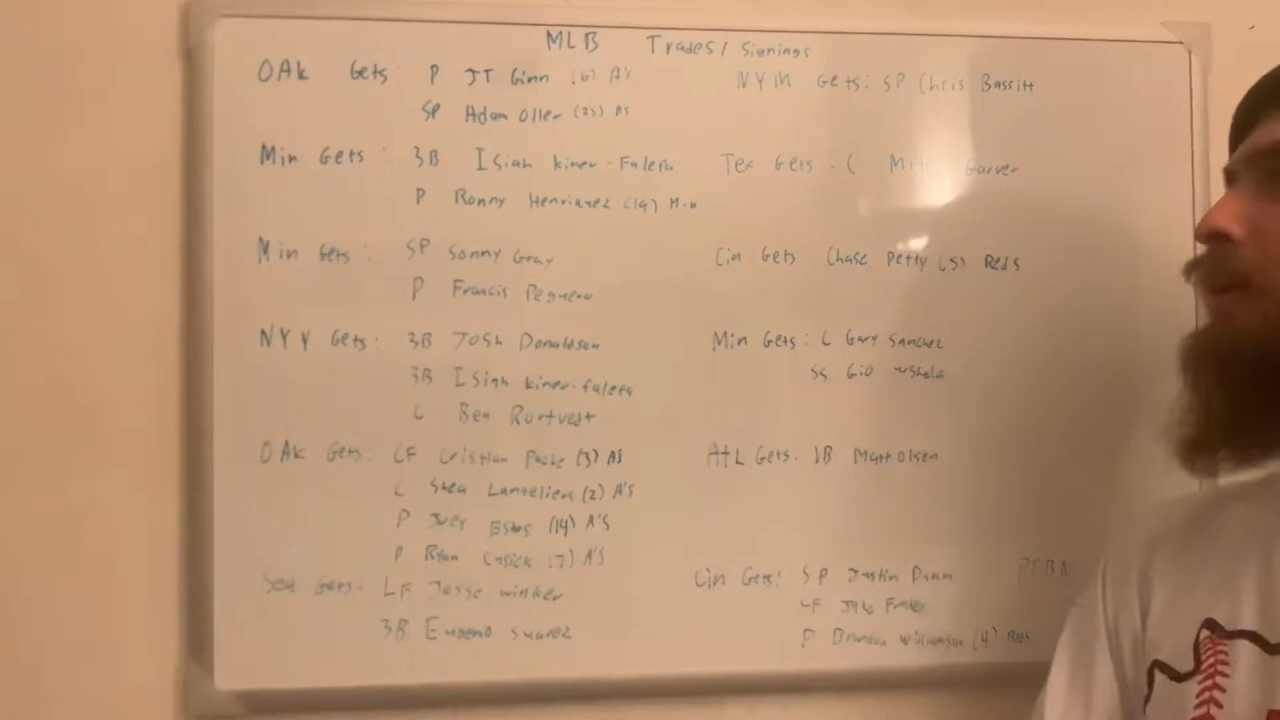 MLB Trades/Signings
OAk Gets: P JT Ginn (6) A's NYM Gets: SP Chris Bassitt
SP Adam Oller (23) As
Min Gets: 3B Isiah kiner-Falefa Tex Gets: C Mitch Garver
P Ronny Henriquez (19) Min
Min Gets: SP Sonny Gray Cin Gets Chase Petty (5) Reds
P Francis Peguero
NYY Gets: 3B Josh Donaldson Min Gets: C Gary Sanchez
3B Isiah kiner-falefa SS Gio urshela
C Ben Rortvedt
OAk Gets: CF Cristian Pache (3) AS AtL Gets. 1B Matt Olsen
C Shea Langeliers (2) A'S
P Joey Estes (14) A'S
P Ryan Cusick (7) A'S
Sea Gets: LF Jesse winker Cin Gets: SP Justin Dunn PTBN
3B Eugenio suarez LF Jake Fraley
P Brandon Williamson (4) Reds